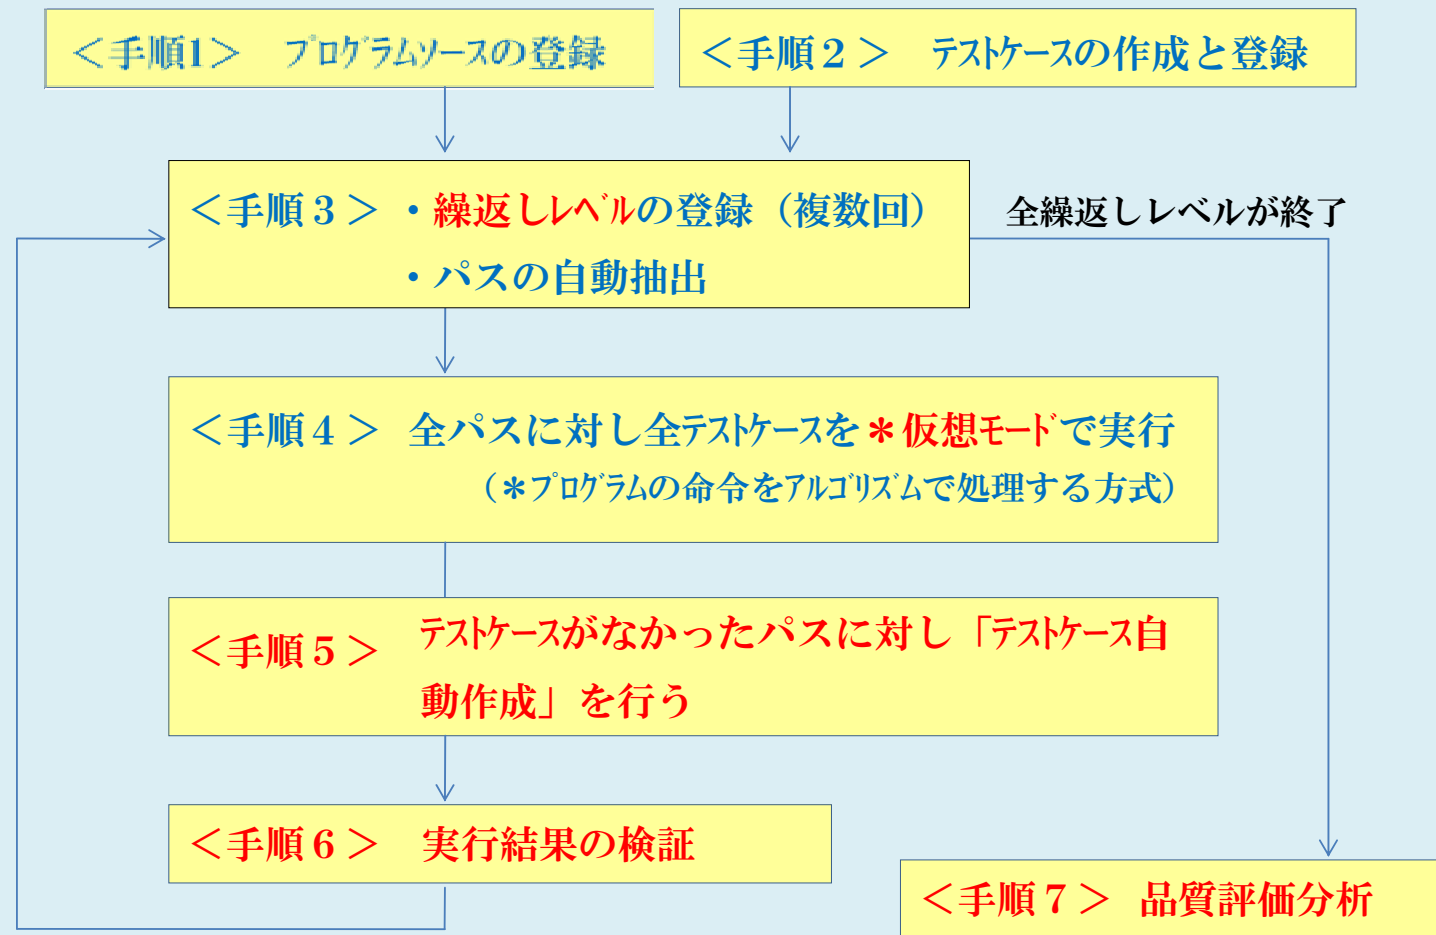 ＜手順1＞　ﾌﾟﾛｸﾞﾗﾑｿｰｽの登録
＜手順２＞　ﾃｽﾄｹｰｽの作成と登録
＜手順３＞ ・繰返しﾚﾍﾞﾙの登録（複数回）
・パスの自動抽出
全繰返しレベルが終了
＜手順４＞ 全パスに対し全ﾃｽﾄｹｰｽを＊仮想ﾓｰﾄﾞで実行
（＊ﾌﾟﾛｸﾞﾗﾑの命令をｱﾙｺﾞﾘｽﾞﾑで処理する方式）
＜手順５＞ ﾃｽﾄｹｰｽがなかったパスに対し「ﾃｽﾄｹｰｽ自
動作成」を行う
＜手順６＞　実行結果の検証
＜手順７＞ 品質評価分析